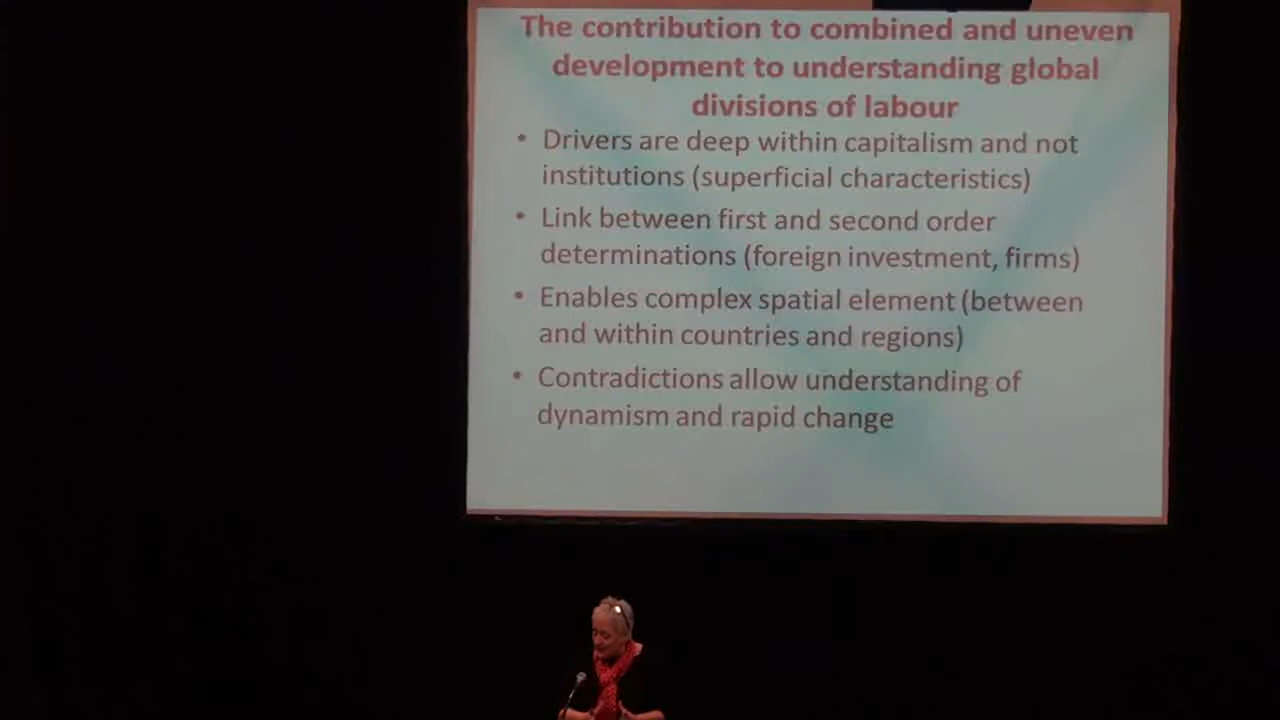 The contribution to combined and uneven
development to understanding global
divisions of labour
• Drivers are deep within capitalism and not
institutions (superficial characteristics)
• Link between first and second order
determinations (foreign investment, firms)
• Enables complex spatial element (between
and within countries and regions)
• Contradictions allow understanding of
dynamism and rapid change